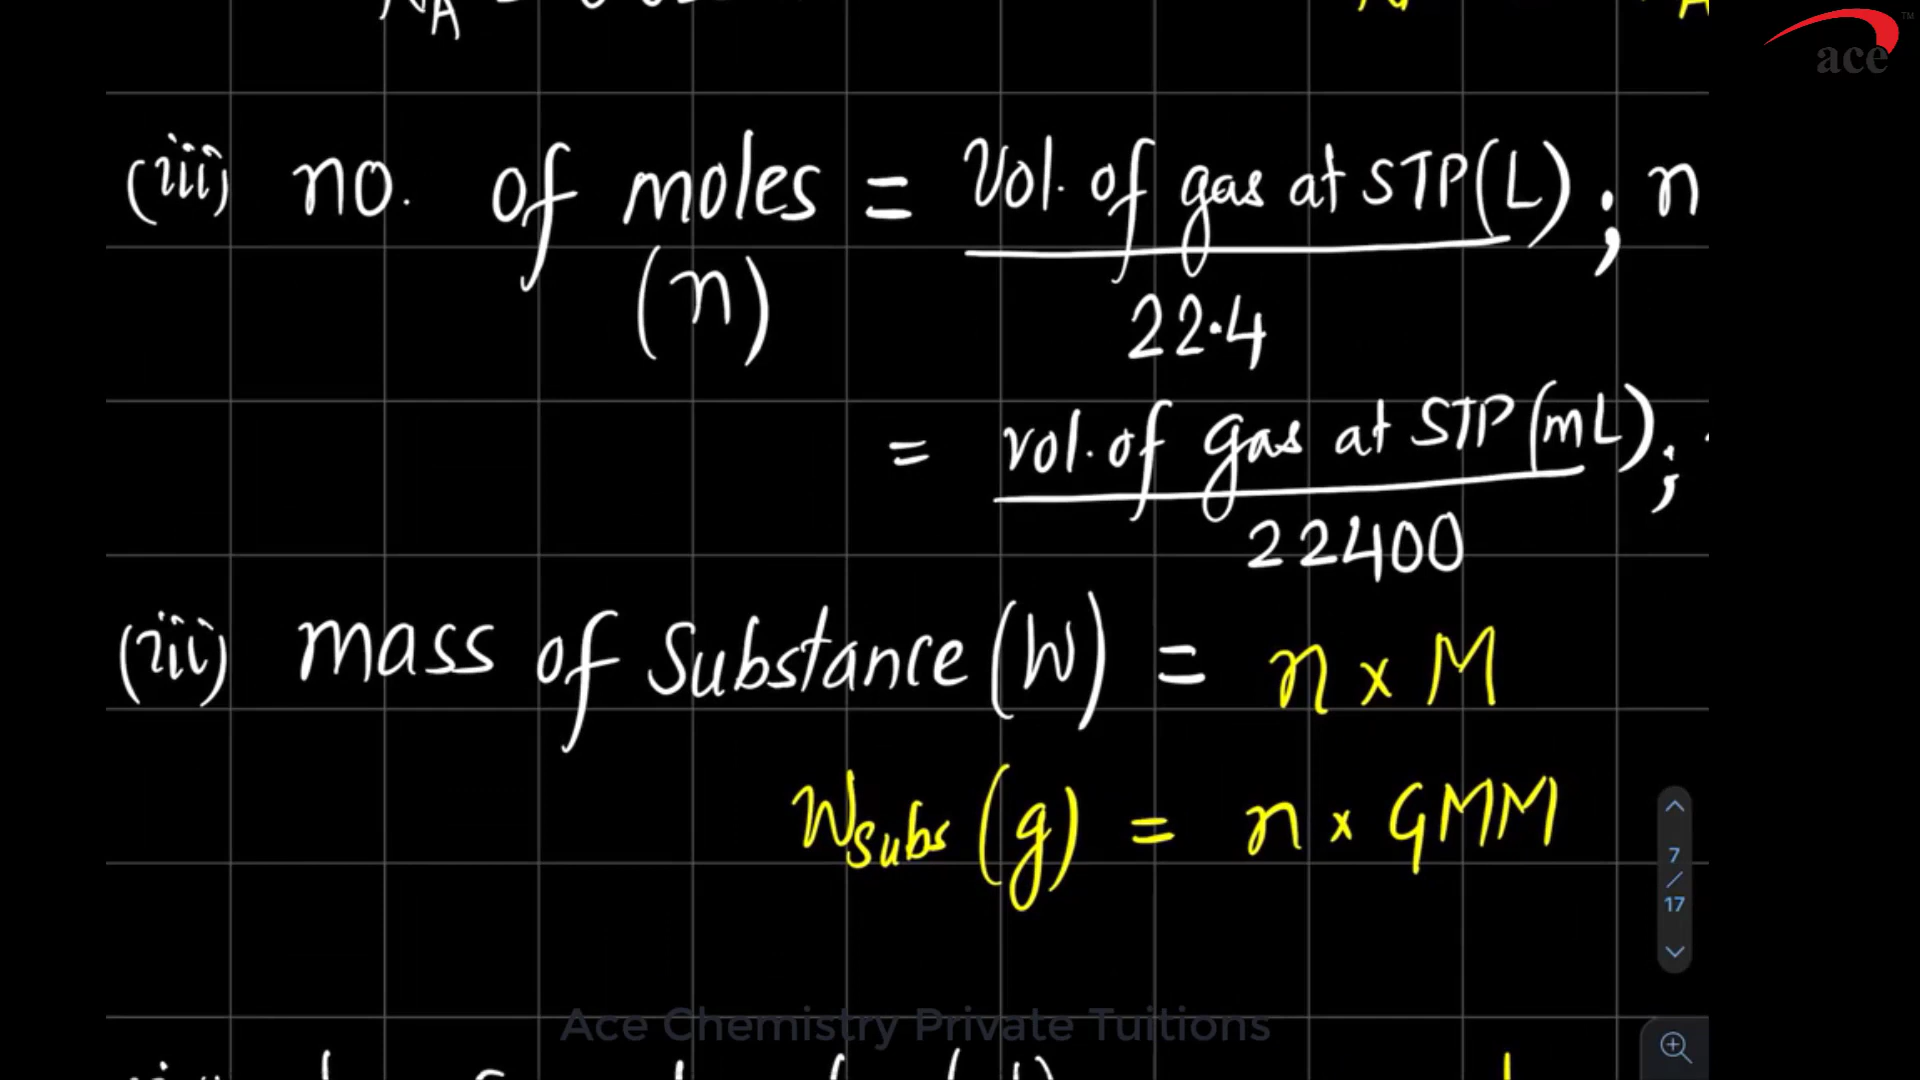 ace TM
(iii) no. of moles = Vol. of gas at STP (L) ; n
(n) 22.4
= vol. of gas at STP (mL) ;
22400
(iii) mass of Substance (W) = n x M
Wsubs (g) = n x GMM
7
/
17
Ace Chemistry Private Tuitions